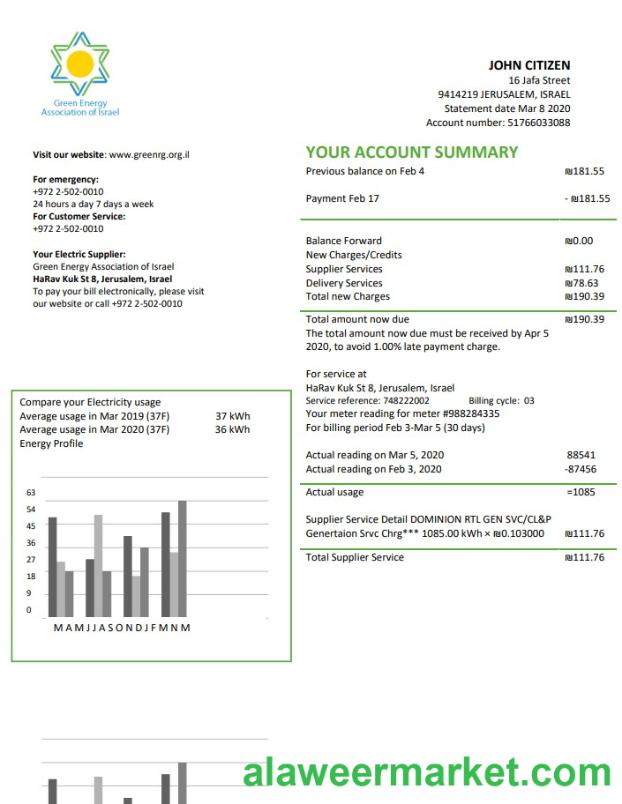 Green Energy
Association of Israel
JOHN CITIZEN
16 Jafa Street
9414219 JERUSALEM, ISRAEL
Statement date Mar 8 2020
Account number: 51766033088
Visit our website: www.greenrg.org.il
For emergency:
+972 2-502-0010
24 hours a day 7 days a week
For Customer Service:
+972 2-502-0010
Your Electric Supplier:
Green Energy Association of Israel
HaRav Kuk St 8, Jerusalem, Israel
To pay your bill electronically, please visit
our website or call +972 2-502-0010
YOUR ACCOUNT SUMMARY
Previous balance on Feb 4 ₪181.55
Payment Feb 17 - ₪181.55
Balance Forward ₪0.00
New Charges/Credits
Supplier Services ₪111.76
Delivery Services ₪78.63
Total new Charges ₪190.39
Total amount now due ₪190.39
The total amount now due must be received by Apr 5
2020, to avoid 1.00% late payment charge.
For service at
HaRav Kuk St 8, Jerusalem, Israel
Service reference: 748222002 Billing cycle: 03
Your meter reading for meter #988284335
For billing period Feb 3-Mar 5 (30 days)
Actual reading on Mar 5, 2020 88541
Actual reading on Feb 3, 2020 -87456
Actual usage =1085
Supplier Service Detail DOMINION RTL GEN SVC/CL&P
Genertaion Srvc Chrg*** 1085.00 kWh × ₪0.103000 ₪111.76
Total Supplier Service ₪111.76
Compare your Electricity usage
Average usage in Mar 2019 (37F) 37 kWh
Average usage in Mar 2020 (37F) 36 kWh
Energy Profile
63
54
45
36
27
18
9
0
M A M J J A S O N D J F M N M
alaweermarket.com